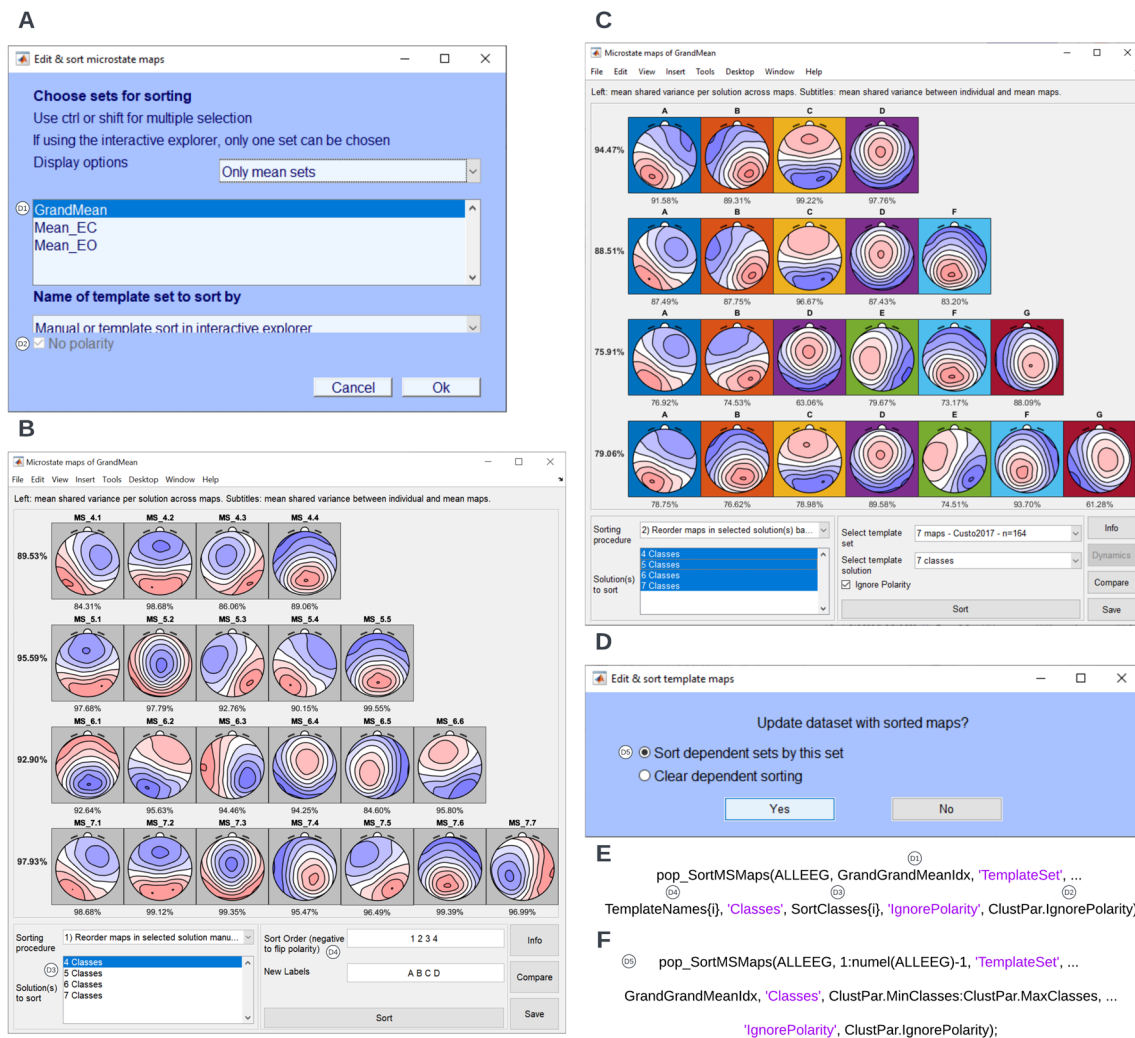 A
Edit & sort microstate maps
Choose sets for sorting
Use ctrl or shift for multiple selection
If using the interactive explorer, only one set can be chosen
Display options
Only mean sets
D1
GrandMean
Mean_EC
Mean_EO
Name of template set to sort by
Manual or template sort in interactive explorer
D2 No polarity
Cancel Ok
B
Microstate maps of GrandMean
File Edit View Insert Tools Desktop Window Help
Left: mean shared variance per solution across maps. Subtitles: mean shared variance between individual and mean maps.
MS_4.1 MS_4.2 MS_4.3 MS_4.4
89.53%
84.31% 98.68% 86.06% 89.06%
MS_5.1 MS_5.2 MS_5.3 MS_5.4 MS_5.5
95.59%
97.68% 97.79% 92.76% 90.15% 99.55%
MS_6.1 MS_6.2 MS_6.3 MS_6.4 MS_6.5 MS_6.6
92.90%
92.64% 95.63% 94.46% 94.25% 84.60% 95.80%
MS_7.1 MS_7.2 MS_7.3 MS_7.4 MS_7.5 MS_7.6 MS_7.7
97.93%
98.68% 99.12% 99.35% 95.47% 96.49% 99.39% 96.99%
Sorting procedure
1) Reorder maps in selected solution manu...
D3
Solution(s) to sort
4 Classes
5 Classes
6 Classes
7 Classes
Sort Order (negative to flip polarity)
D4
1 2 3 4
New Labels
A B C D
Sort
Info
Compare
Save
C
Microstate maps of GrandMean
File Edit View Insert Tools Desktop Window Help
Left: mean shared variance per solution across maps. Subtitles: mean shared variance between individual and mean maps.
A B C D
94.47%
91.58% 89.31% 99.22% 97.76%
A B C D F
88.51%
87.49% 87.75% 96.67% 87.43% 83.20%
A B D E F G
75.91%
76.92% 74.53% 63.06% 79.67% 73.17% 88.09%
A B C D E F G
79.06%
78.75% 76.62% 78.98% 89.58% 74.51% 93.70% 61.28%
Sorting procedure
2) Reorder maps in selected solution(s) ba...
Solution(s) to sort
4 Classes
5 Classes
6 Classes
7 Classes
Select template set
7 maps - Custo2017 - n=164
Select template solution
7 classes
Ignore Polarity
Sort
Info
Dynamics
Compare
Save
D
Edit & sort template maps
Update dataset with sorted maps?
D5 Sort dependent sets by this set
Clear dependent sorting
Yes No
E
D1
pop_SortMSMaps(ALLEEG, GrandGrandMeanIdx, 'TemplateSet', ...
D4 D3 D2
TemplateNames{i}, 'Classes', SortClasses{i}, 'IgnorePolarity', ClustPar.IgnorePolarity)
F
D5 pop_SortMSMaps(ALLEEG, 1:numel(ALLEEG)-1, 'TemplateSet', ...
GrandGrandMeanIdx, 'Classes', ClustPar.MinClasses:ClustPar.MaxClasses, ...
'IgnorePolarity', ClustPar.IgnorePolarity);